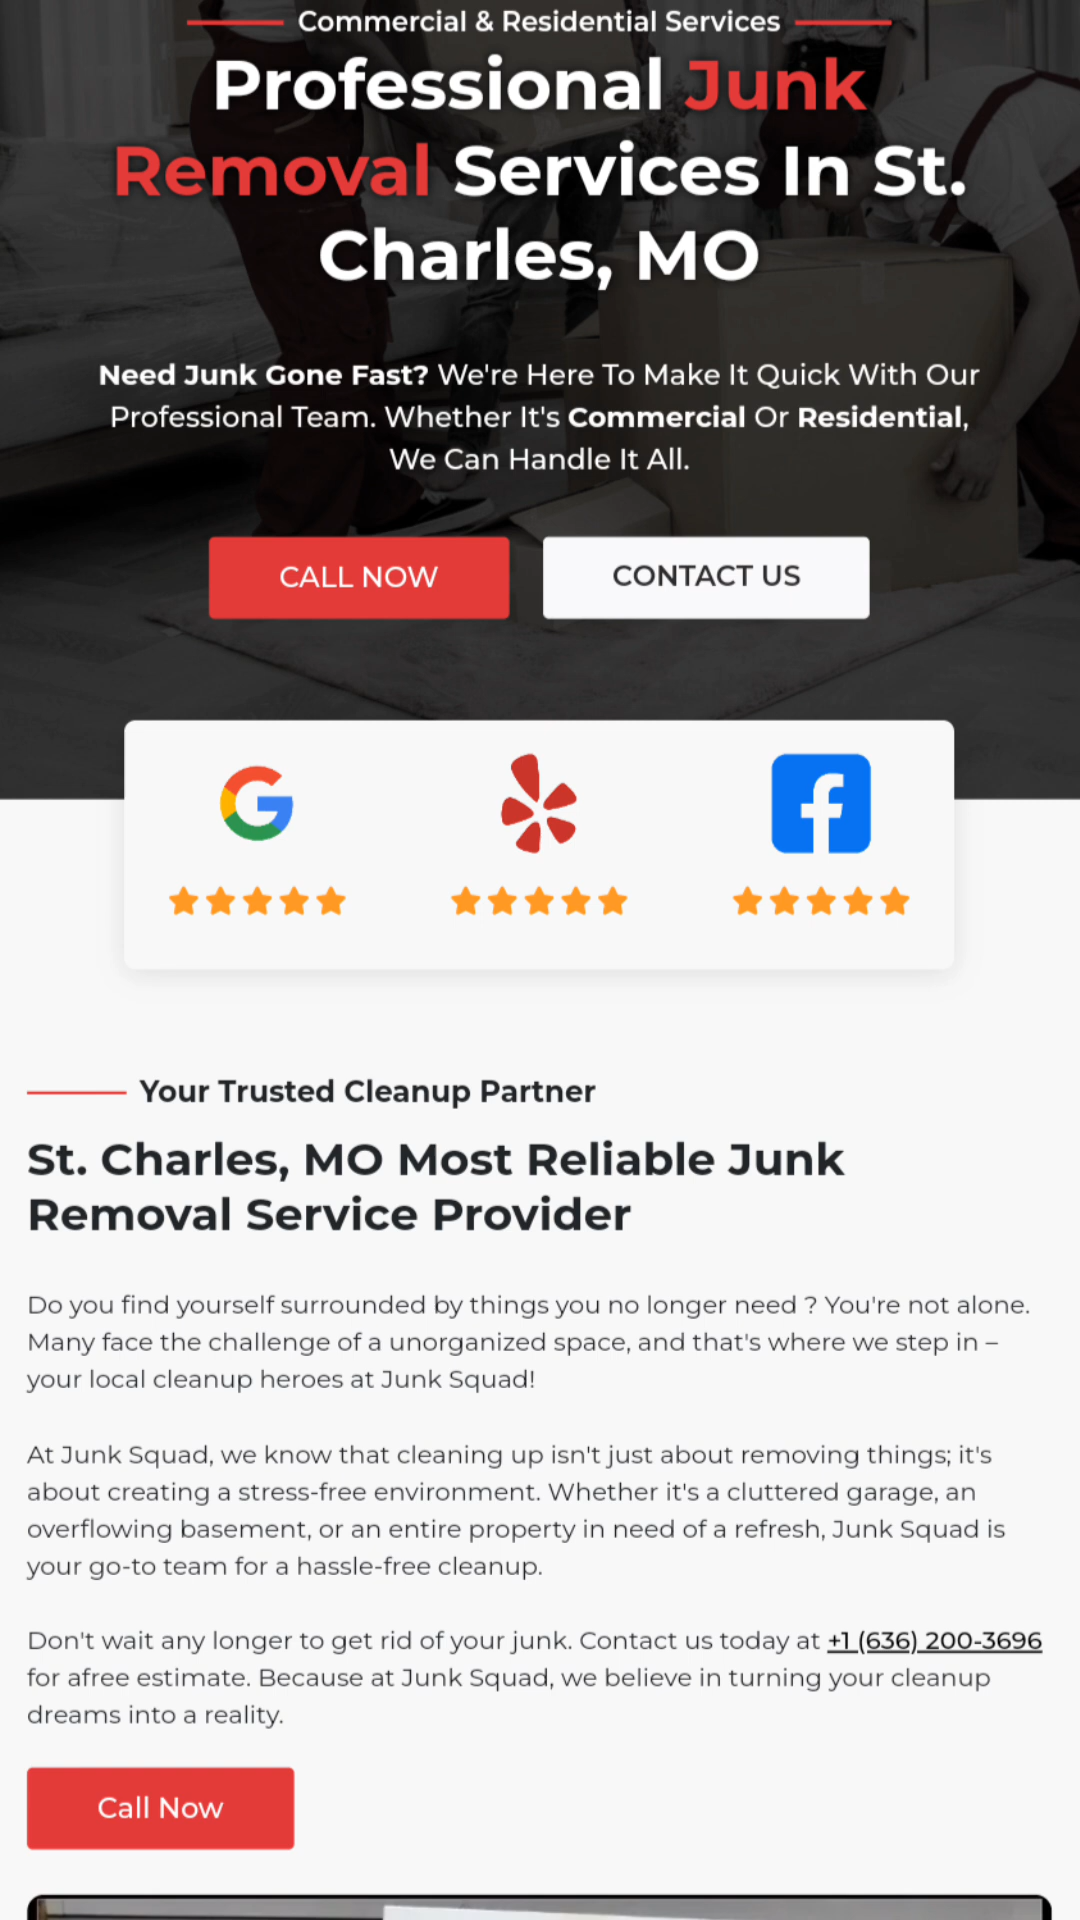 Commercial & Residential Services
Professional Junk
Removal Services In St.
Charles, MO
Need Junk Gone Fast? We're Here To Make It Quick With Our
Professional Team. Whether It's Commercial Or Residential,
We Can Handle It All.
CALL NOW
CONTACT US
Your Trusted Cleanup Partner
St. Charles, MO Most Reliable Junk
Removal Service Provider
Do you find yourself surrounded by things you no longer need ? You're not alone.
Many face the challenge of a unorganized space, and that's where we step in –
your local cleanup heroes at Junk Squad!
At Junk Squad, we know that cleaning up isn't just about removing things; it's
about creating a stress-free environment. Whether it's a cluttered garage, an
overflowing basement, or an entire property in need of a refresh, Junk Squad is
your go-to team for a hassle-free cleanup.
Don't wait any longer to get rid of your junk. Contact us today at +1 (636) 200-3696
for afree estimate. Because at Junk Squad, we believe in turning your cleanup
dreams into a reality.
Call Now